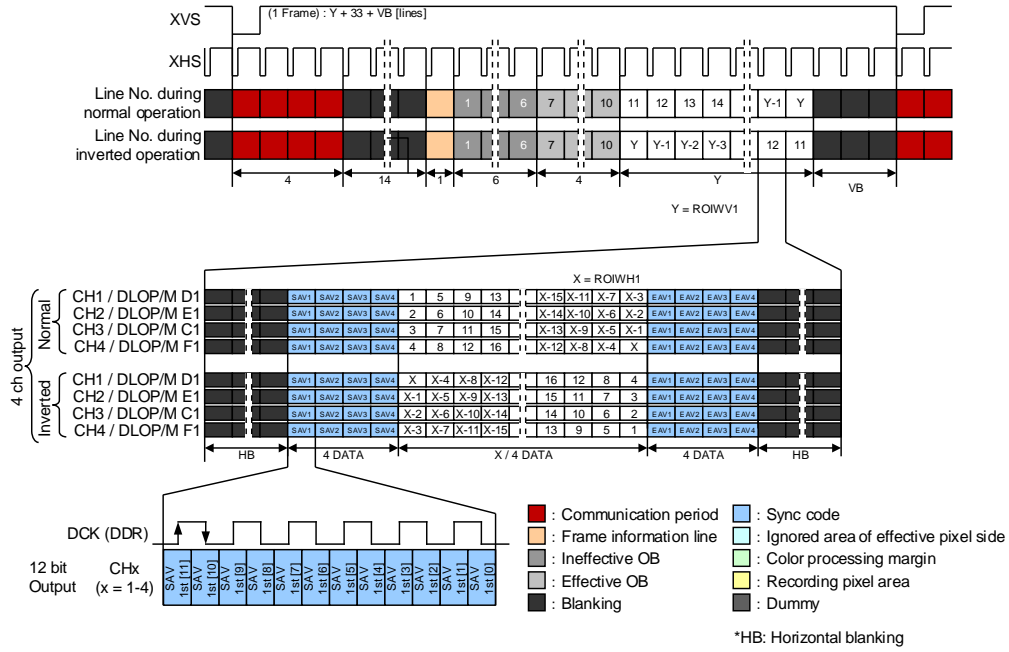 XVS
(1 Frame) : Y + 33 + VB [lines]
XHS
Line No. during
normal operation
1 6 7 10 11 12 13 14 Y-1 Y
Line No. during
inverted operation
1 6 7 10 Y Y-1 Y-2 Y-3 12 11
4 14 1 6 4 Y VB
Y = ROIWV1
X = ROIWH1
4 ch output
Normal
CH1 / DLOP/M D1 SAV1 SAV2 SAV3 SAV4 1 5 9 13 X-15 X-11 X-7 X-3 EAV1 EAV2 EAV3 EAV4
CH2 / DLOP/M E1 SAV1 SAV2 SAV3 SAV4 2 6 10 14 X-14 X-10 X-6 X-2 EAV1 EAV2 EAV3 EAV4
CH3 / DLOP/M C1 SAV1 SAV2 SAV3 SAV4 3 7 11 15 X-13 X-9 X-5 X-1 EAV1 EAV2 EAV3 EAV4
CH4 / DLOP/M F1 SAV1 SAV2 SAV3 SAV4 4 8 12 16 X-12 X-8 X-4 X EAV1 EAV2 EAV3 EAV4
Inverted
CH1 / DLOP/M D1 SAV1 SAV2 SAV3 SAV4 X X-4 X-8 X-12 16 12 8 4 EAV1 EAV2 EAV3 EAV4
CH2 / DLOP/M E1 SAV1 SAV2 SAV3 SAV4 X-1 X-5 X-9 X-13 15 11 7 3 EAV1 EAV2 EAV3 EAV4
CH3 / DLOP/M C1 SAV1 SAV2 SAV3 SAV4 X-2 X-6 X-10 X-14 14 10 6 2 EAV1 EAV2 EAV3 EAV4
CH4 / DLOP/M F1 SAV1 SAV2 SAV3 SAV4 X-3 X-7 X-11 X-15 13 9 5 1 EAV1 EAV2 EAV3 EAV4
HB 4 DATA X / 4 DATA 4 DATA HB
DCK (DDR)
12 bit
Output
CHx
(x = 1-4)
SAV
1st [11]
SAV
1st [10]
SAV
1st [9]
SAV
1st [8]
SAV
1st [7]
SAV
1st [6]
SAV
1st [5]
SAV
1st [4]
SAV
1st [3]
SAV
1st [2]
SAV
1st [1]
SAV
1st [0]
: Communication period
: Frame information line
: Ineffective OB
: Effective OB
: Blanking
: Sync code
: Ignored area of effective pixel side
: Color processing margin
: Recording pixel area
: Dummy
*HB: Horizontal blanking